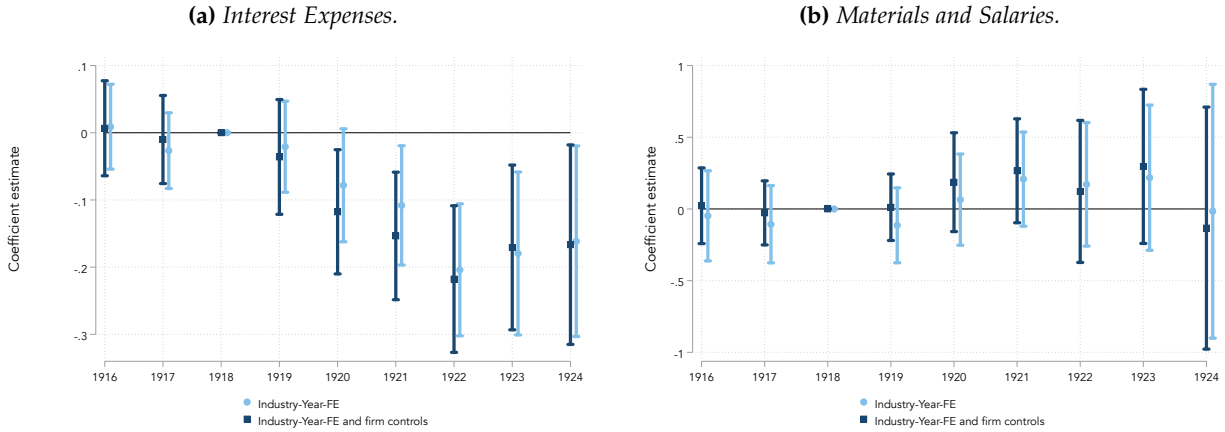 (a) Interest Expenses.
.1
0
-.1
-.2
-.3
Coefficient estimate
1916 1917 1918 1919 1920 1921 1922 1923 1924
Industry-Year-FE
Industry-Year-FE and firm controls
(b) Materials and Salaries.
1
.5
0
-.5
-1
Coefficient estimate
1916 1917 1918 1919 1920 1921 1922 1923 1924
Industry-Year-FE
Industry-Year-FE and firm controls